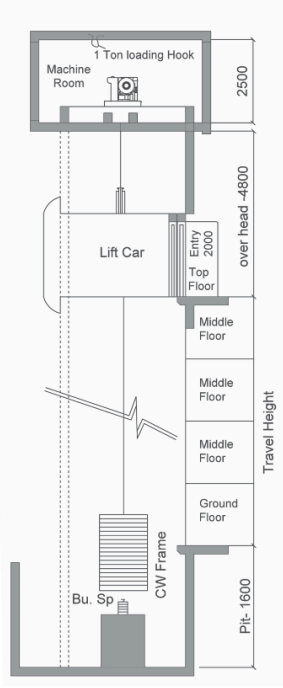 1 Ton loading Hook
Machine
Room
2500
over head -4800
Lift Car
Entry
2000
Top
Floor
Middle
Floor
Middle
Floor
Middle
Floor
Travel Height
Ground
Floor
CW Frame
Bu. Sp
Pit- 1600